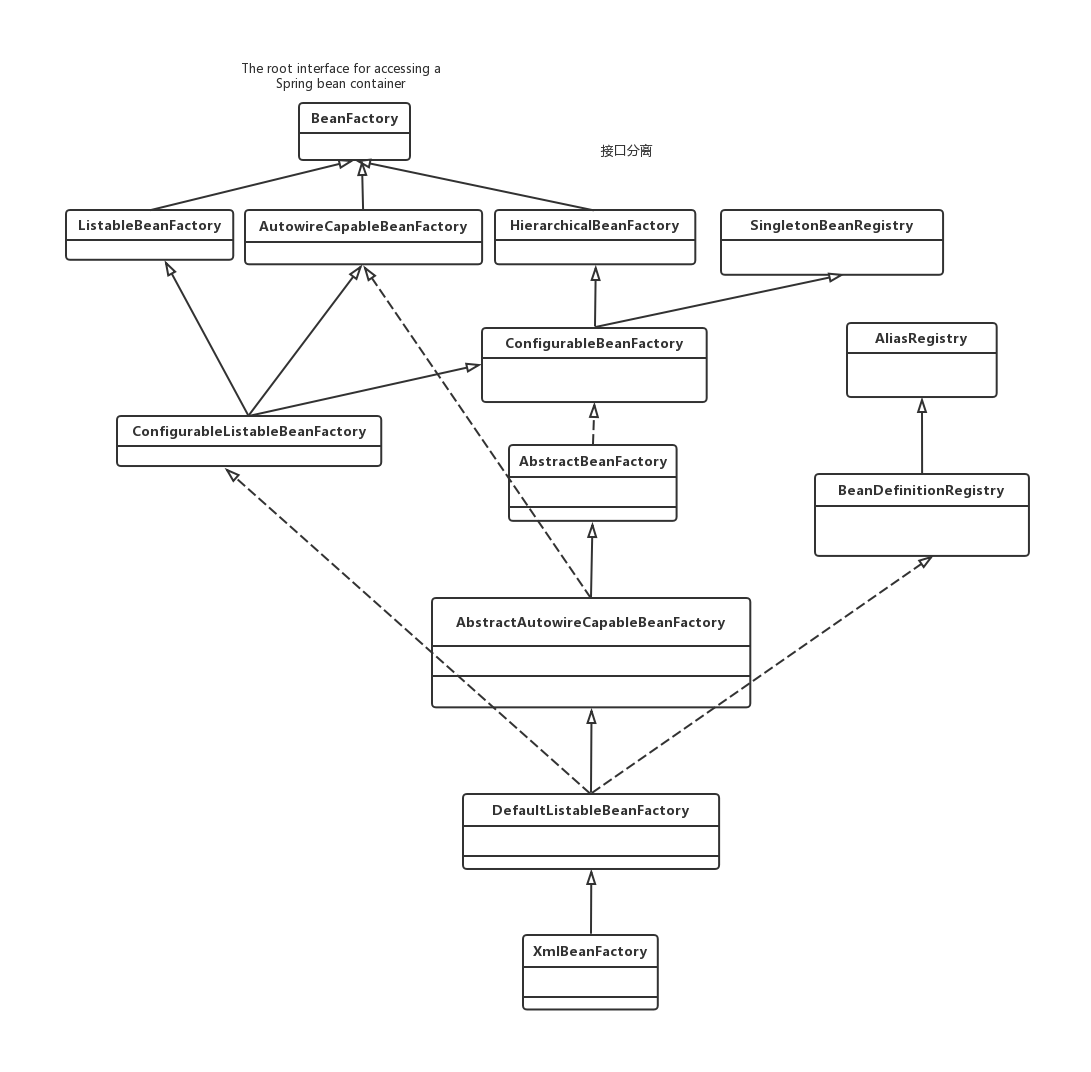 The root interface for accessing a
Spring bean container
BeanFactory
接口分离
ListableBeanFactory
AutowireCapableBeanFactory
HierarchicalBeanFactory
SingletonBeanRegistry
ConfigurableBeanFactory
AliasRegistry
ConfigurableListableBeanFactory
AbstractBeanFactory
BeanDefinitionRegistry
AbstractAutowireCapableBeanFactory
DefaultListableBeanFactory
XmlBeanFactory